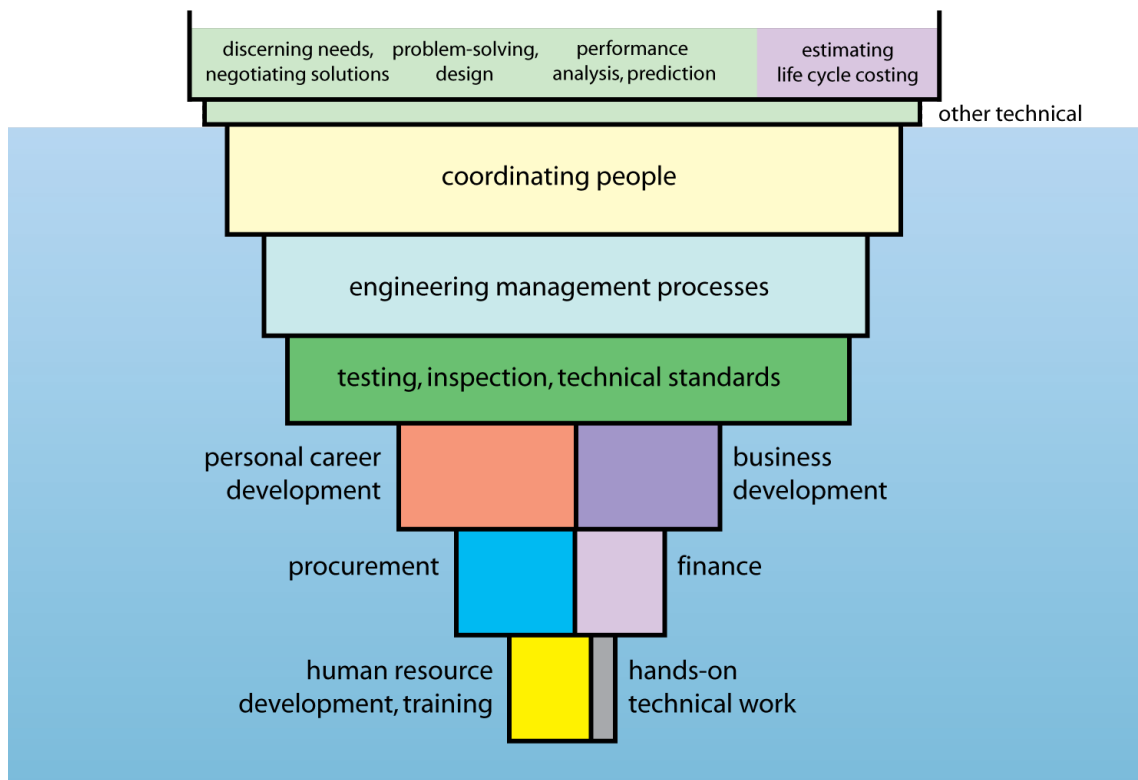 discerning needs,
negotiating solutions
problem-solving,
design
performance
analysis, prediction
estimating
life cycle costing
other technical
coordinating people
engineering management processes
testing, inspection, technical standards
personal career
development
business
development
procurement
finance
human resource
development, training
hands-on
technical work